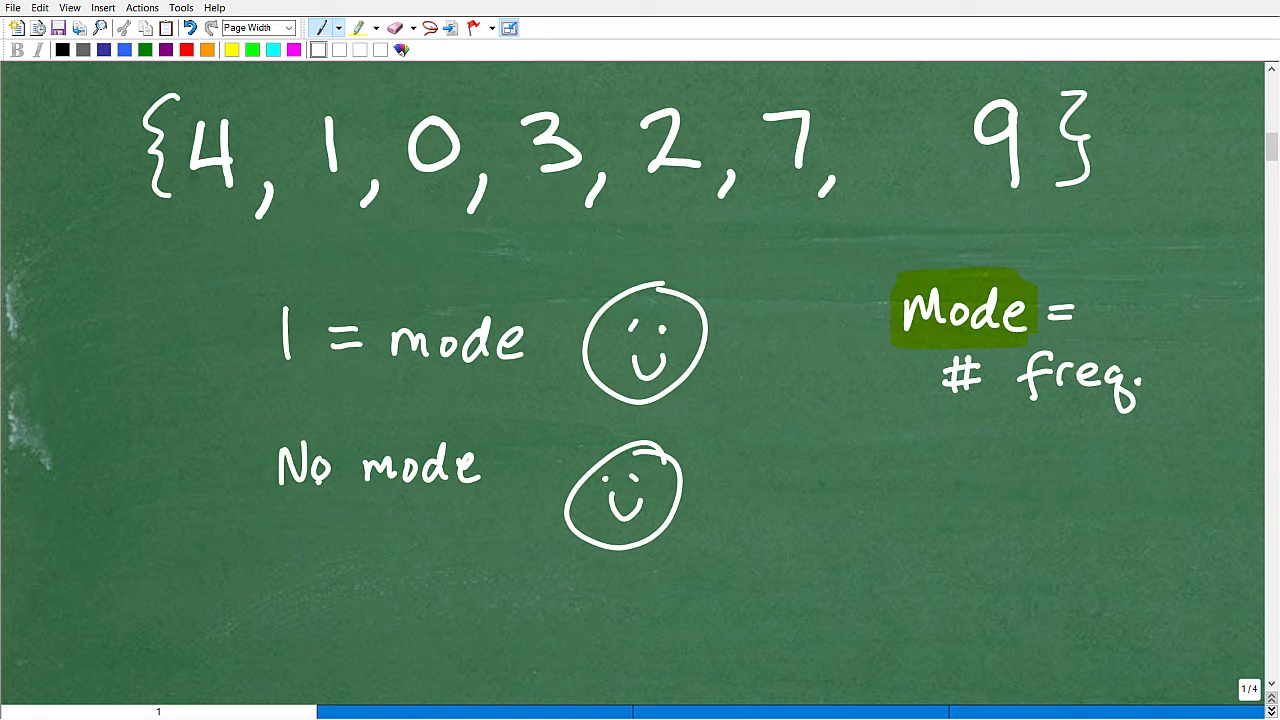 File Edit View Insert Actions Tools Help
Page Width
B I
{4, 1, 0, 3, 2, 7, 9}
1 = mode
Mode =
# freq.
No mode
1/4
1